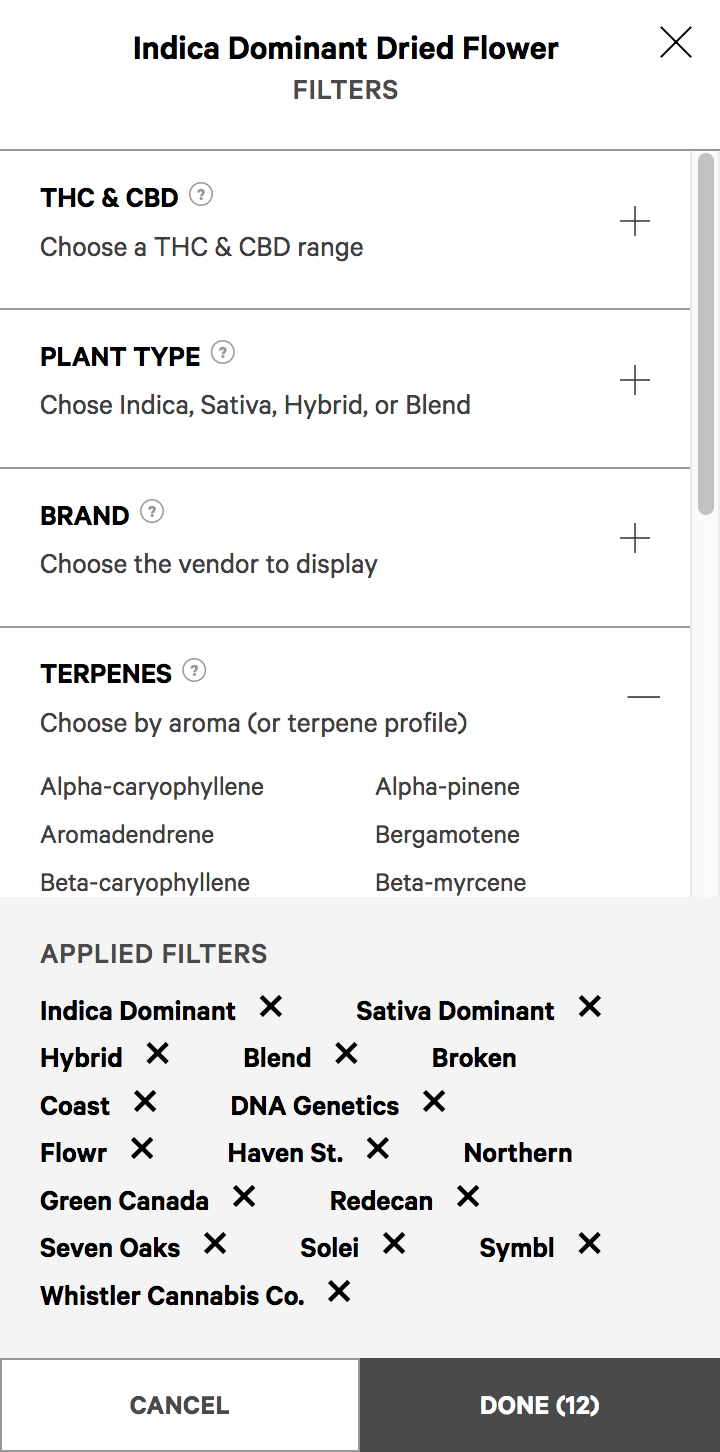 Indica Dominant Dried Flower
FILTERS
THC & CBD ?
Choose a THC & CBD range
PLANT TYPE ?
Chose Indica, Sativa, Hybrid, or Blend
BRAND ?
Choose the vendor to display
TERPENES ?
Choose by aroma (or terpene profile)
Alpha-caryophyllene Alpha-pinene
Aromadendrene Bergamotene
Beta-caryophyllene Beta-myrcene
APPLIED FILTERS
Indica Dominant Sativa Dominant
Hybrid Blend Broken
Coast DNA Genetics
Flowr Haven St. Northern
Green Canada Redecan
Seven Oaks Solei Symbl
Whistler Cannabis Co.
CANCEL DONE (12)